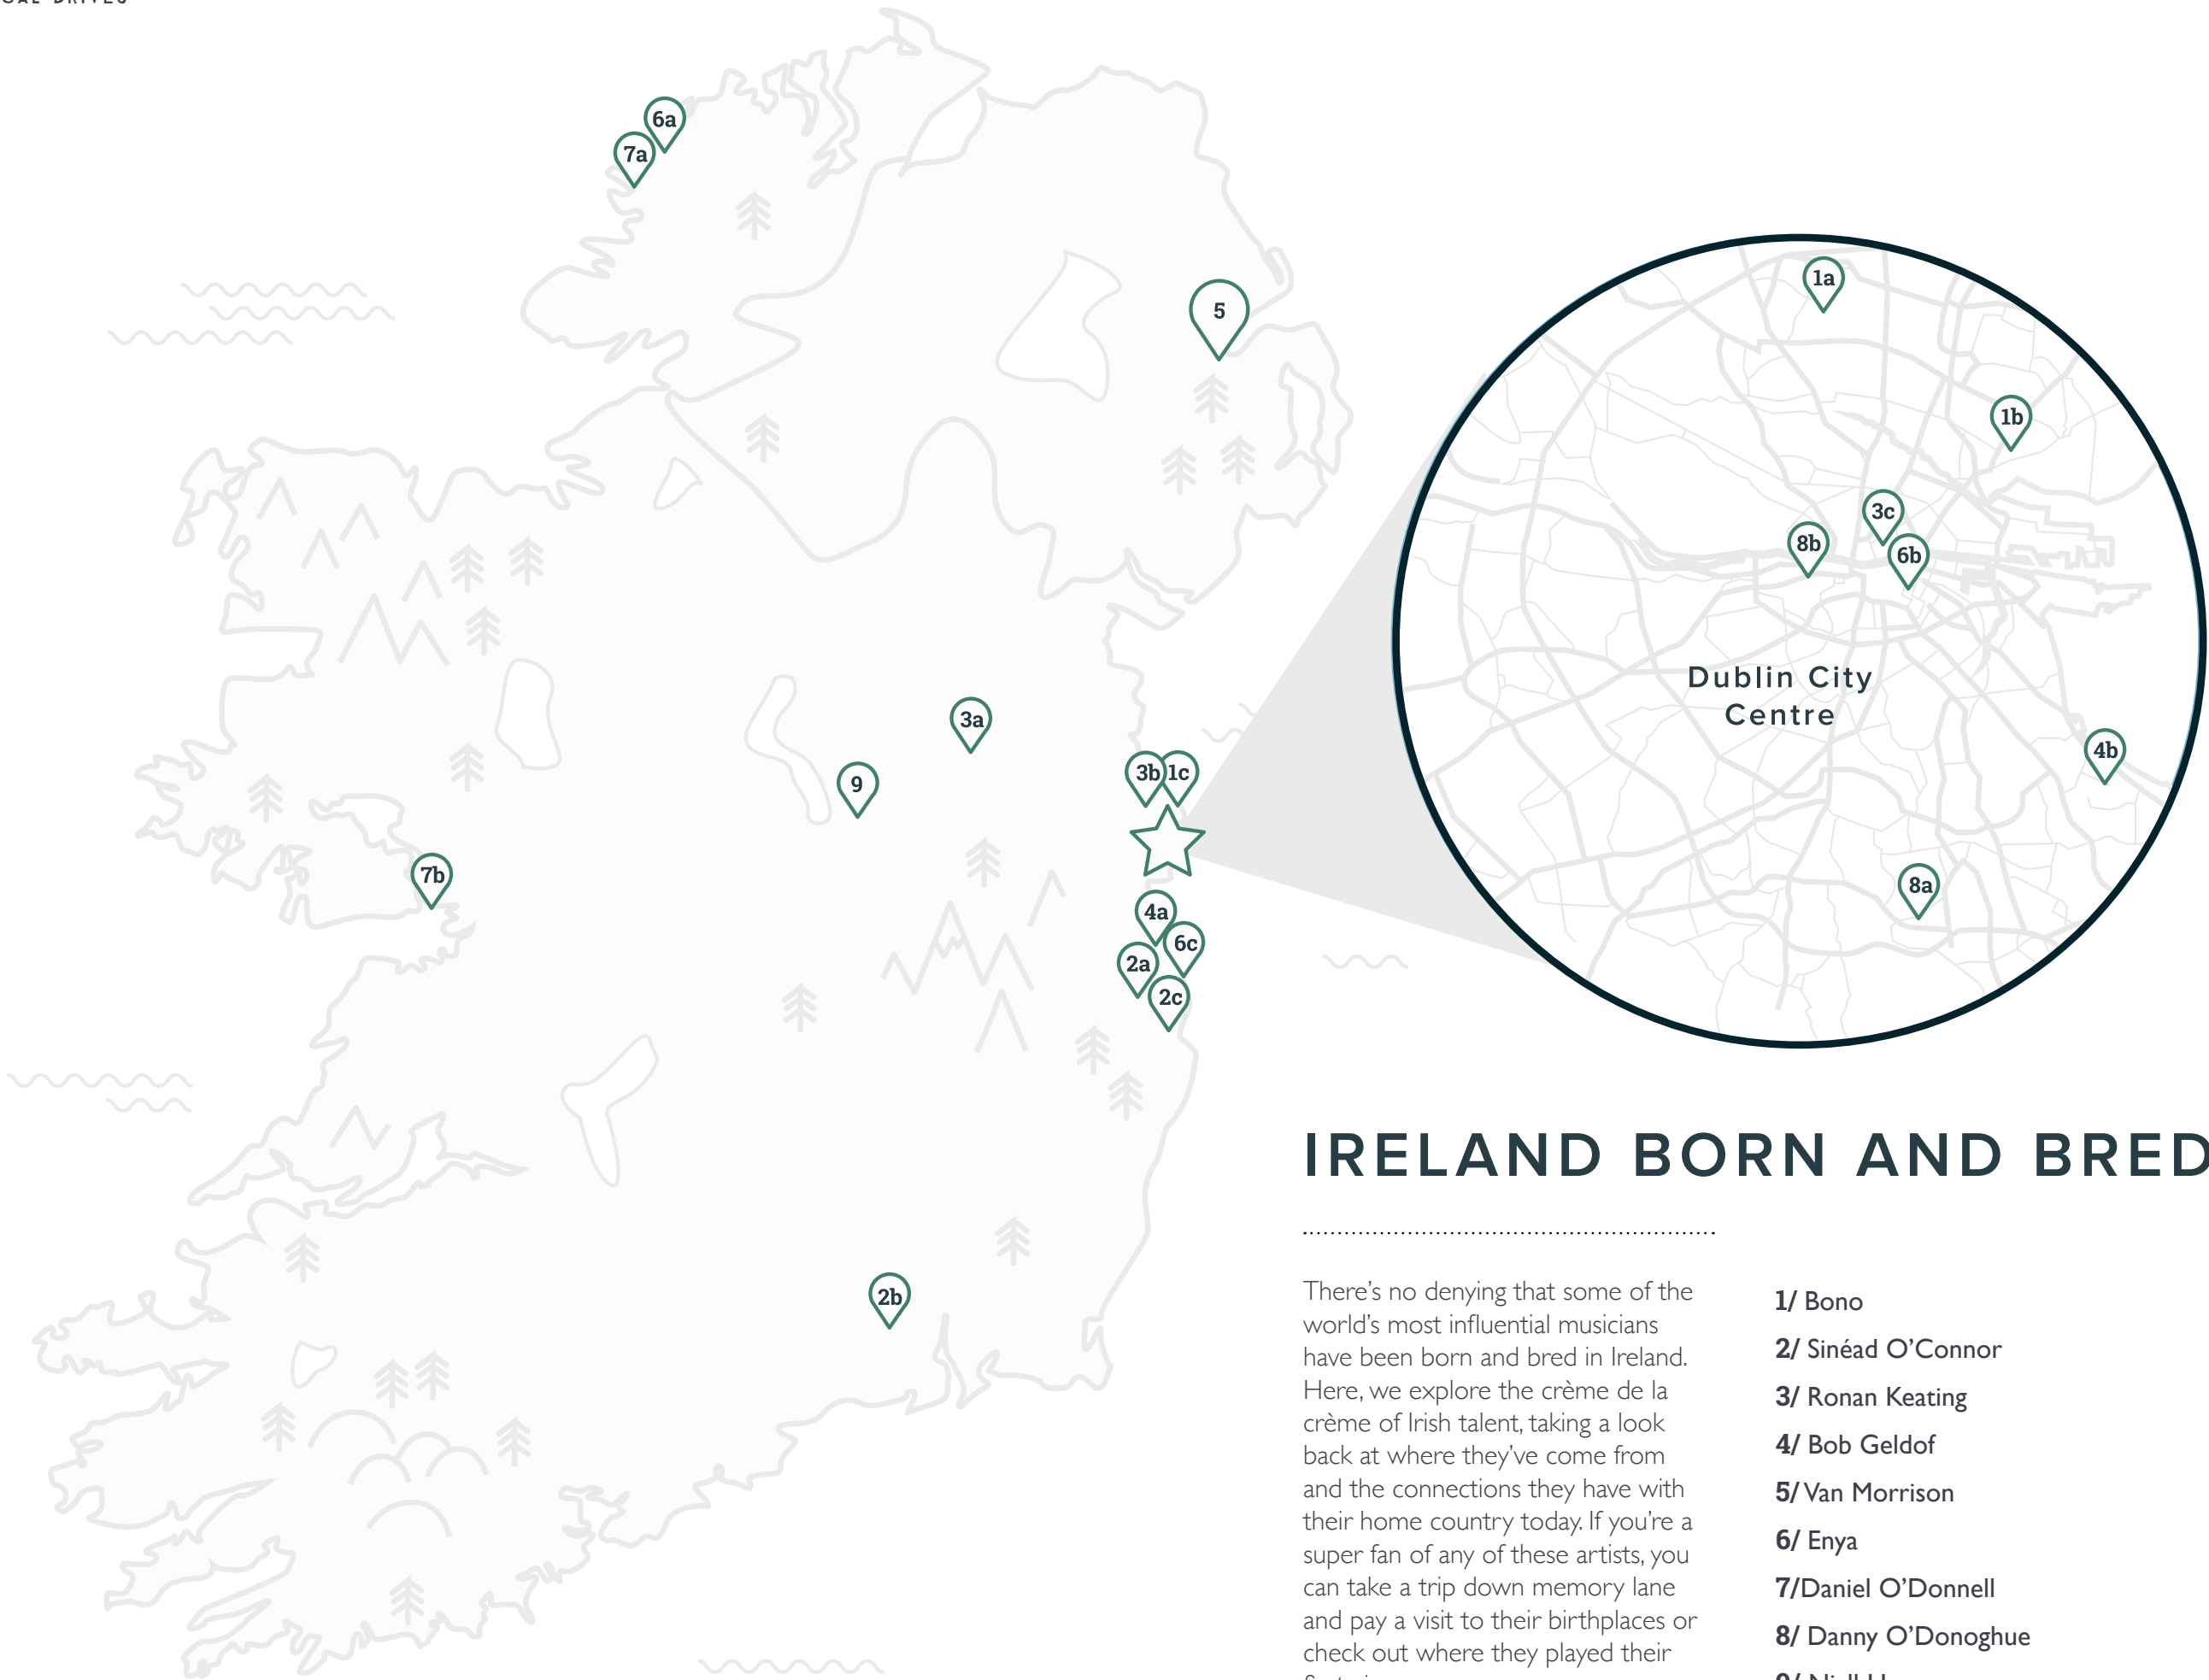 6a
7a
5
1a
1b
3c
8b
6b
Dublin City
Centre
3a
4b
3b
1c
9
7b
8a
4a
6c
2a
2c
2b
IRELAND BORN AND BRED
There's no denying that some of the
world's most influential musicians
have been born and bred in Ireland.
Here, we explore the crème de la
crème of Irish talent, taking a look
back at where they've come from
and the connections they have with
their home country today. If you're a
super fan of any of these artists, you
can take a trip down memory lane
and pay a visit to their birthplaces or
check out where they played their
1/ Bono
2/ Sinéad O'Connor
3/ Ronan Keating
4/ Bob Geldof
5/ Van Morrison
6/ Enya
7/Daniel O'Donnell
8/ Danny O'Donoghue